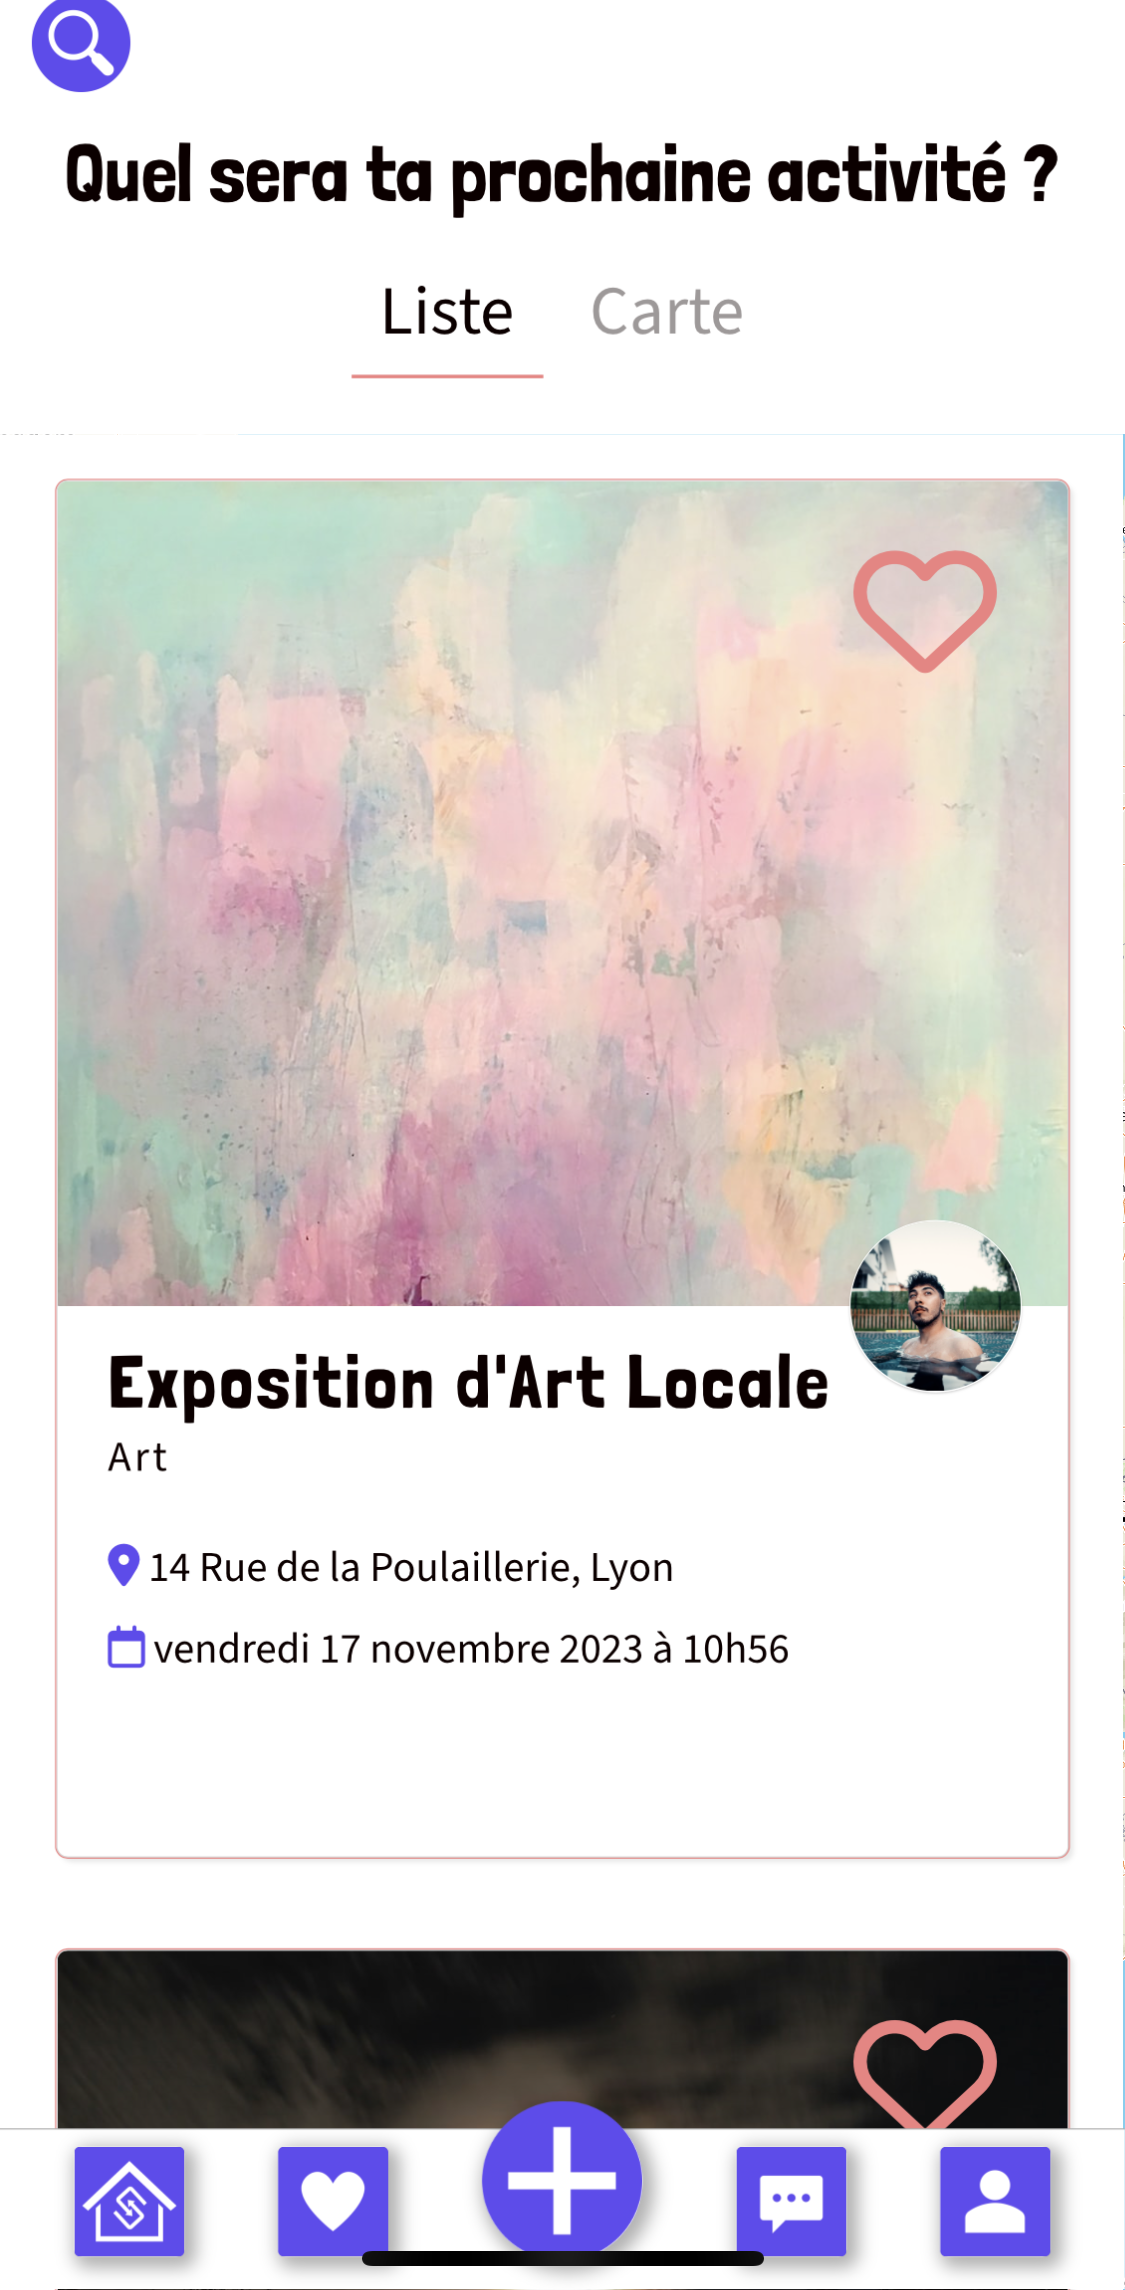 Quel sera ta prochaine activité ?
Liste Carte
Exposition d'Art Locale
Art
14 Rue de la Poulaillerie, Lyon
vendredi 17 novembre 2023 à 10h56